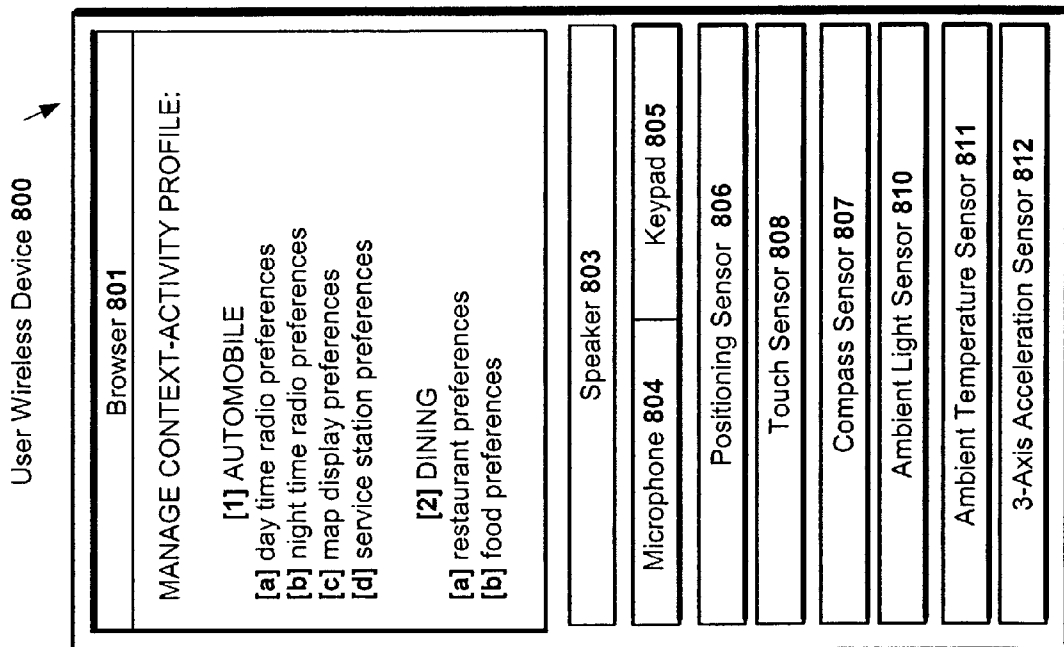 User Wireless Device 800
Browser 801
MANAGE CONTEXT-ACTIVITY PROFILE:
[1] AUTOMOBILE
[a] day time radio preferences
[b] night time radio preferences
[c] map display preferences
[d] service station preferences
[2] DINING
[a] restaurant preferences
[b] food preferences
Speaker 803
Microphone 804
Keypad 805
Positioning Sensor 806
Touch Sensor 808
Compass Sensor 807
Ambient Light Sensor 810
Ambient Temperature Sensor 811
3-Axis Acceleration Sensor 812